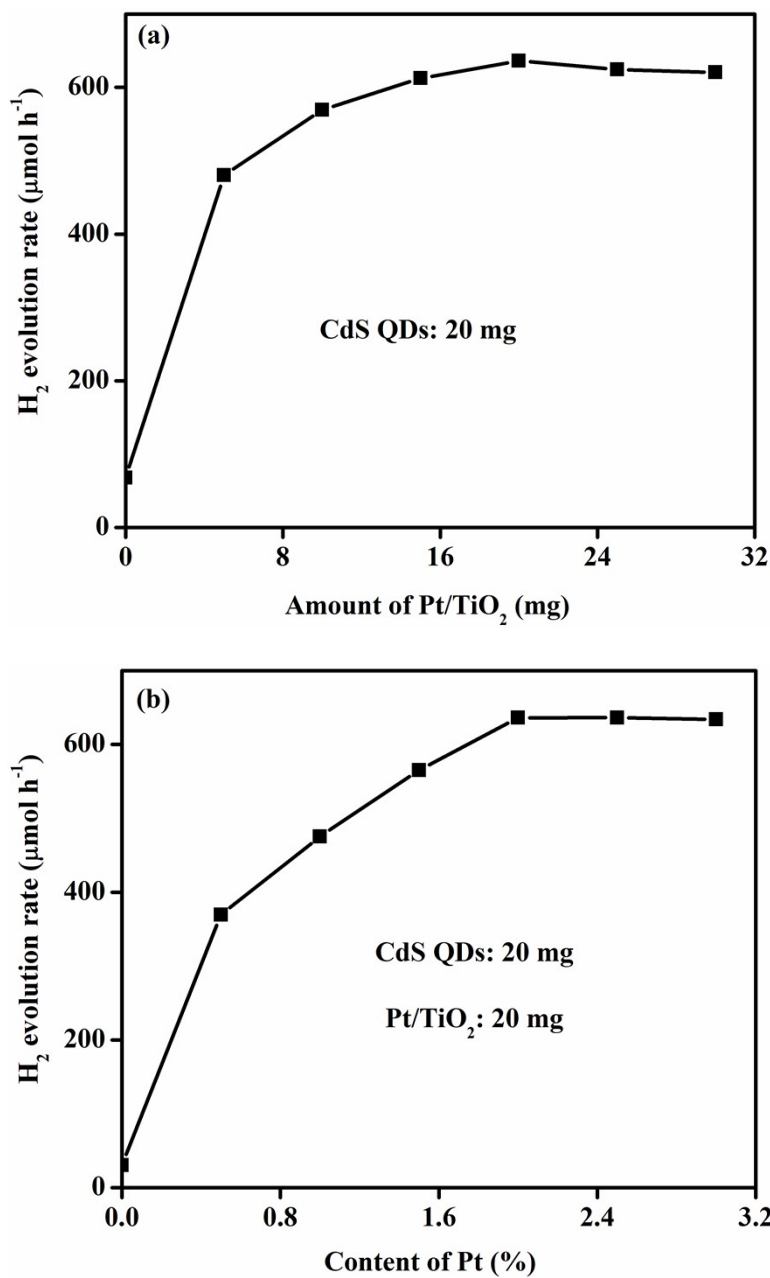 (a)
600
400
200
0
H₂ evolution rate (μmol h⁻¹)
CdS QDs: 20 mg
0 8 16 24 32
Amount of Pt/TiO₂ (mg)
(b)
600
400
200
0
H₂ evolution rate (μmol h⁻¹)
CdS QDs: 20 mg
Pt/TiO₂: 20 mg
0.0 0.8 1.6 2.4 3.2
Content of Pt (%)